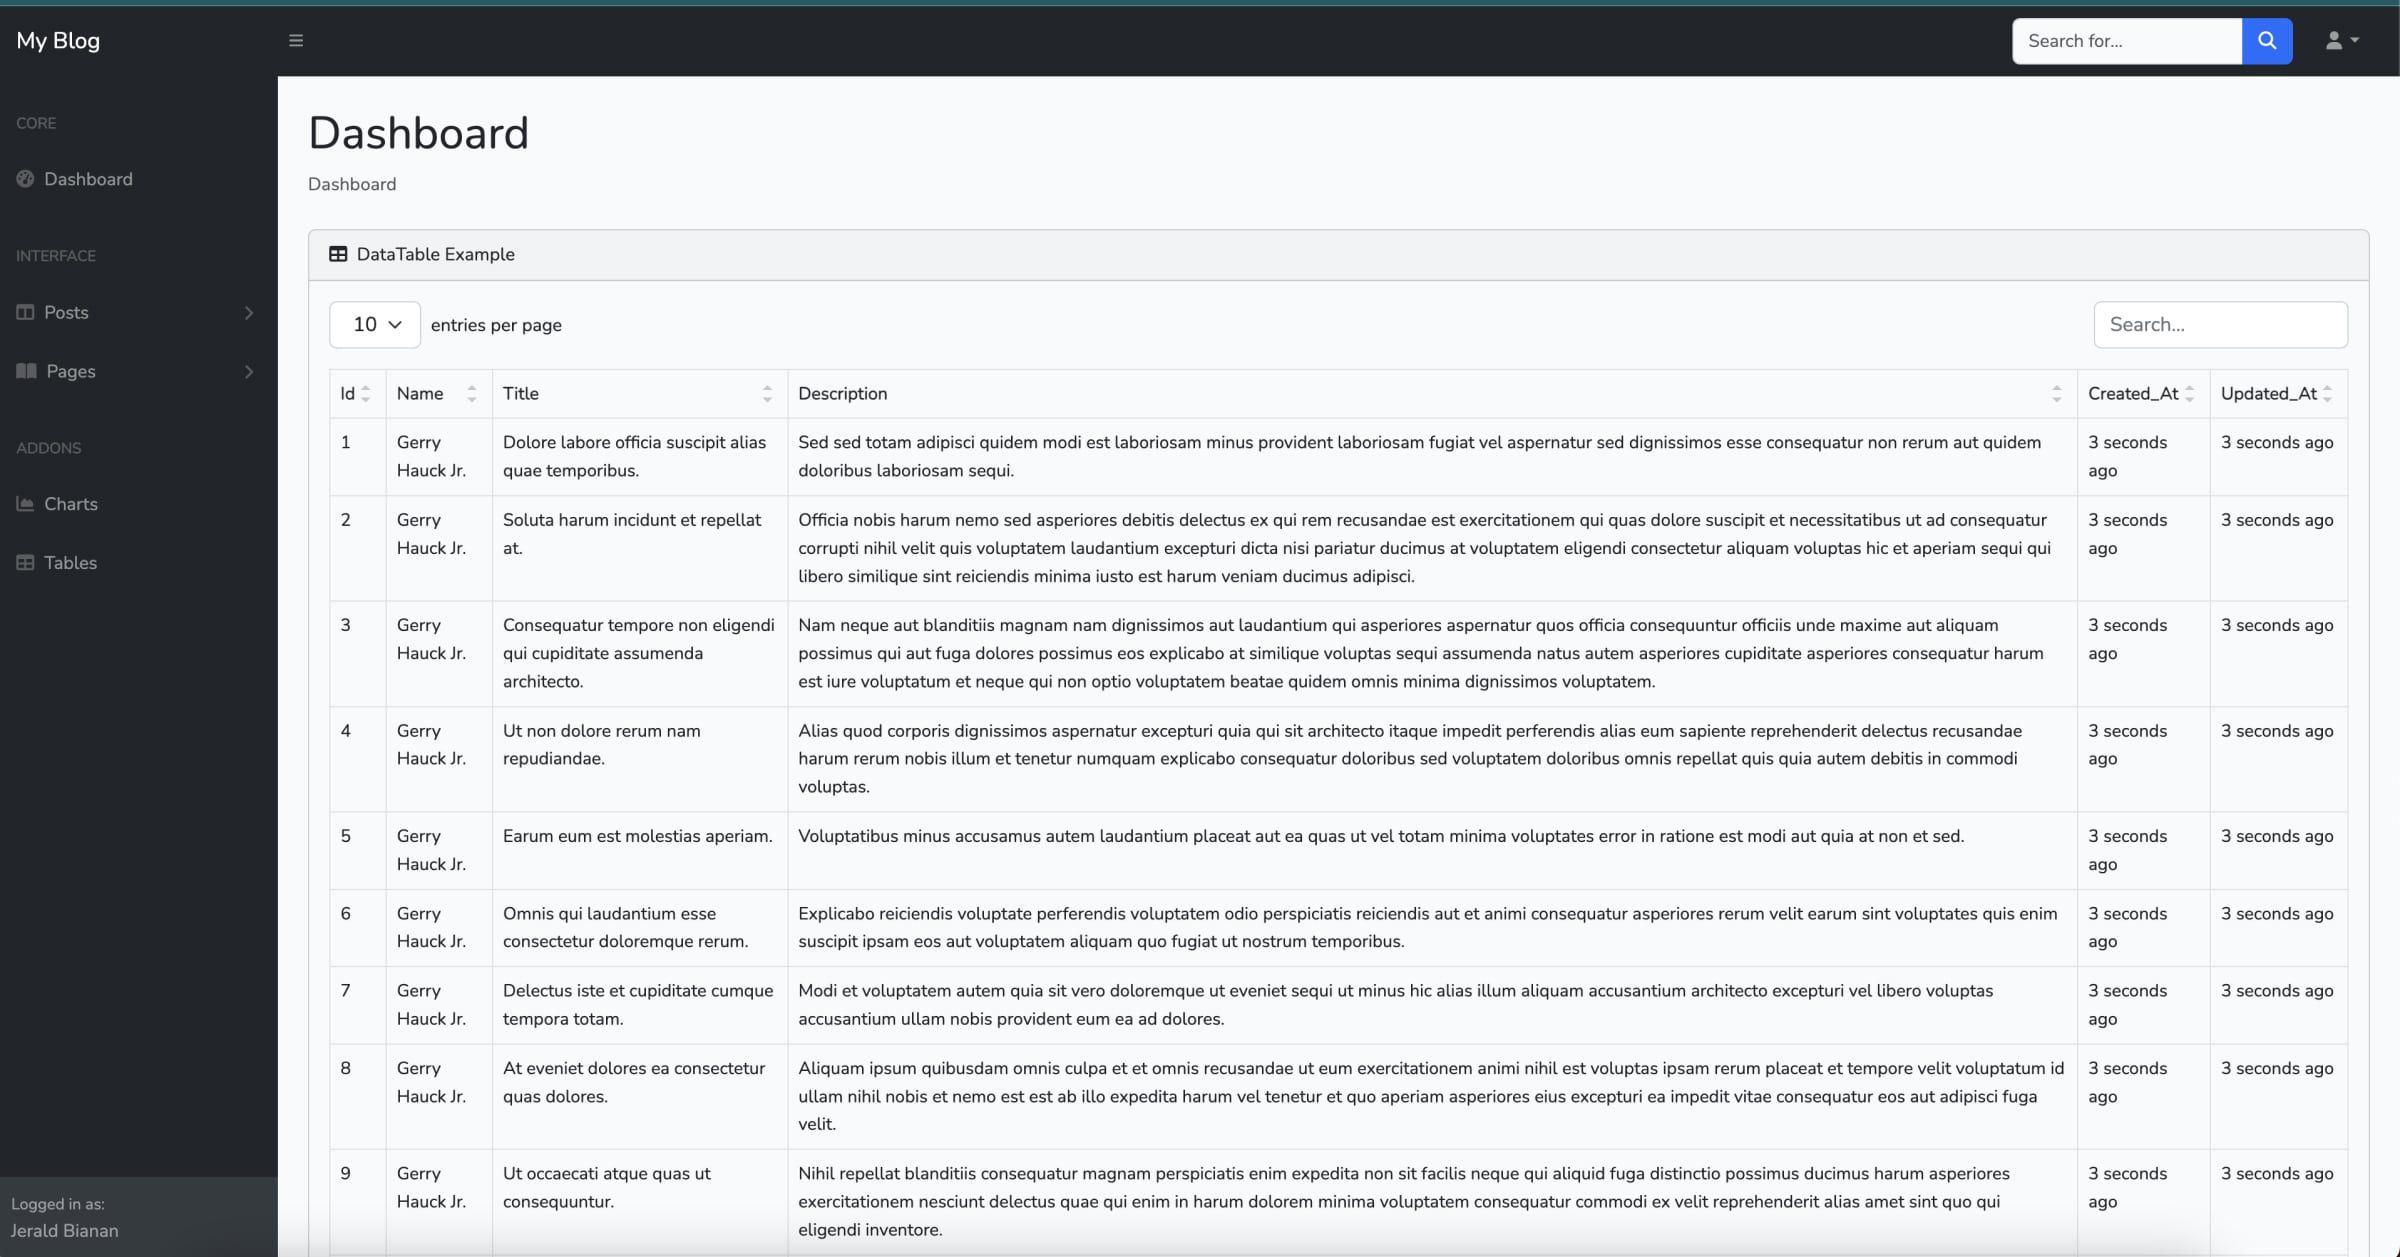 My Blog
Search for...
CORE
Dashboard
INTERFACE
Posts
Pages
ADDONS
Charts
Tables
Logged in as:
Jerald Bianan
Dashboard
Dashboard
DataTable Example
10 entries per page
Search...
Id Name Title Description Created_At Updated_At
1 Gerry Dolore labore officia suscipit alias Sed sed totam adipisci quidem modi est laboriosam minus provident laboriosam fugiat vel aspernatur sed dignissimos esse consequatur non rerum aut quidem 3 seconds 3 seconds ago
Hauck Jr. quae temporibus. doloribus laboriosam sequi. ago
2 Gerry Soluta harum incidunt et repellat Officia nobis harum nemo sed asperiores debitis delectus ex qui rem recusandae est exercitationem qui quas dolore suscipit et necessitatibus ut ad consequatur 3 seconds 3 seconds ago
Hauck Jr. at. corrupti nihil velit quis voluptatem laudantium excepturi dicta nisi pariatur ducimus at voluptatem eligendi consectetur aliquam voluptas hic et aperiam sequi qui ago
libero similique sint reiciendis minima iusto est harum veniam ducimus adipisci.
3 Gerry Consequatur tempore non eligendi Nam neque aut blanditiis magnam nam dignissimos aut laudantium qui asperiores aspernatur quos officia consequuntur officiis unde maxime aut aliquam 3 seconds 3 seconds ago
Hauck Jr. qui cupiditate assumenda possimus qui aut fuga dolores possimus eos explicabo at similique voluptas sequi assumenda natus autem asperiores cupiditate asperiores consequatur harum ago
architecto. est iure voluptatum et neque qui non optio voluptatem beatae quidem omnis minima dignissimos voluptatem.
4 Gerry Ut non dolore rerum nam Alias quod corporis dignissimos aspernatur excepturi quia qui sit architecto itaque impedit perferendis alias eum sapiente reprehenderit delectus recusandae 3 seconds 3 seconds ago
Hauck Jr. repudiandae. harum rerum nobis illum et tenetur numquam explicabo consequatur doloribus sed voluptatem doloribus omnis repellat quis quia autem debitis in commodi ago
voluptas.
5 Gerry Earum eum est molestias aperiam. Voluptatibus minus accusamus autem laudantium placeat aut ea quas ut vel totam minima voluptates error in ratione est modi aut quia at non et sed. 3 seconds 3 seconds ago
Hauck Jr. ago
6 Gerry Omnis qui laudantium esse Explicabo reiciendis voluptate perferendis voluptatem odio perspiciatis reiciendis aut et animi consequatur asperiores rerum velit earum sint voluptates quis enim 3 seconds 3 seconds ago
Hauck Jr. consectetur doloremque rerum. suscipit ipsam eos aut voluptatem aliquam quo fugiat ut nostrum temporibus. ago
7 Gerry Delectus iste et cupiditate cumque Modi et voluptatem autem quia sit vero doloremque ut eveniet sequi ut minus hic alias illum aliquam accusantium architecto excepturi vel libero voluptas 3 seconds 3 seconds ago
Hauck Jr. tempora totam. accusantium ullam nobis provident eum ea ad dolores. ago
8 Gerry At eveniet dolores ea consectetur Aliquam ipsum quibusdam omnis culpa et et omnis recusandae ut eum exercitationem animi nihil est voluptas ipsam rerum placeat et tempore velit voluptatum id 3 seconds 3 seconds ago
Hauck Jr. quas dolores. ullam nihil nobis et nemo est est ab illo expedita harum vel tenetur et quo aperiam asperiores eius excepturi ea impedit vitae consequatur eos aut adipisci fuga ago
velit.
9 Gerry Ut occaecati atque quas ut Nihil repellat blanditiis consequatur magnam perspiciatis enim expedita non sit facilis neque qui aliquid fuga distinctio possimus ducimus harum asperiores 3 seconds 3 seconds ago
Hauck Jr. consequuntur. exercitationem nesciunt delectus quae qui enim in harum dolorem minima voluptatem consequatur commodi ex velit reprehenderit alias amet sint quo qui ago
eligendi inventore.